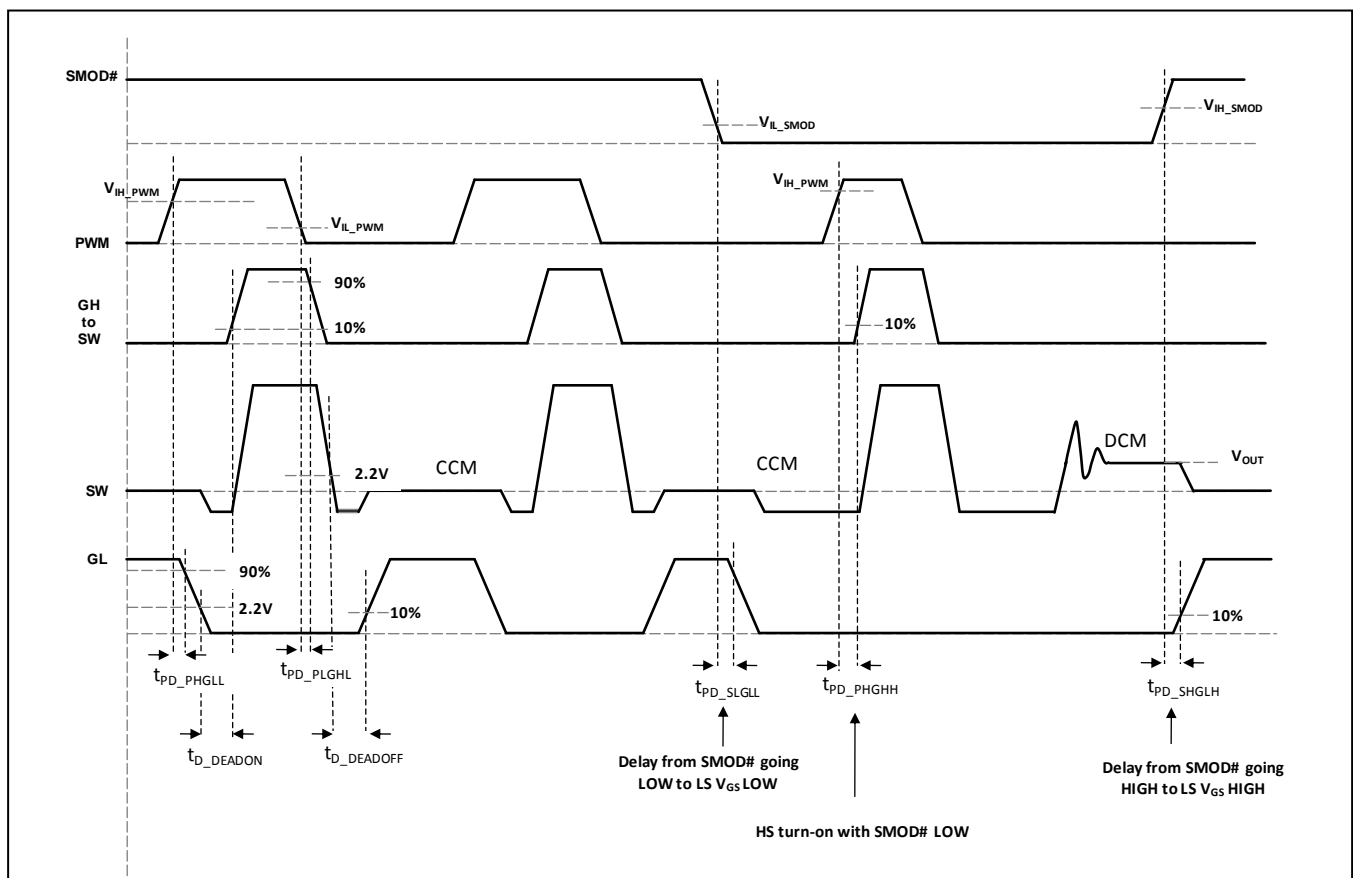 SMOD#
V_IL_SMOD
V_IH_SMOD
V_IH_PWM
V_IL_PWM
V_IH_PWM
PWM
90%
GH
to
SW
10%
10%
2.2V
CCM
CCM
DCM
V_OUT
SW
GL
90%
2.2V
10%
10%
t_PD_PHGLL
t_PD_PLGHL
t_PD_SLGLL
t_PD_PHGHH
t_PD_SHGLH
t_D_DEADON
t_D_DEADOFF
Delay from SMOD# going
LOW to LS V_GS LOW
Delay from SMOD# going
HIGH to LS V_GS HIGH
HS turn-on with SMOD# LOW